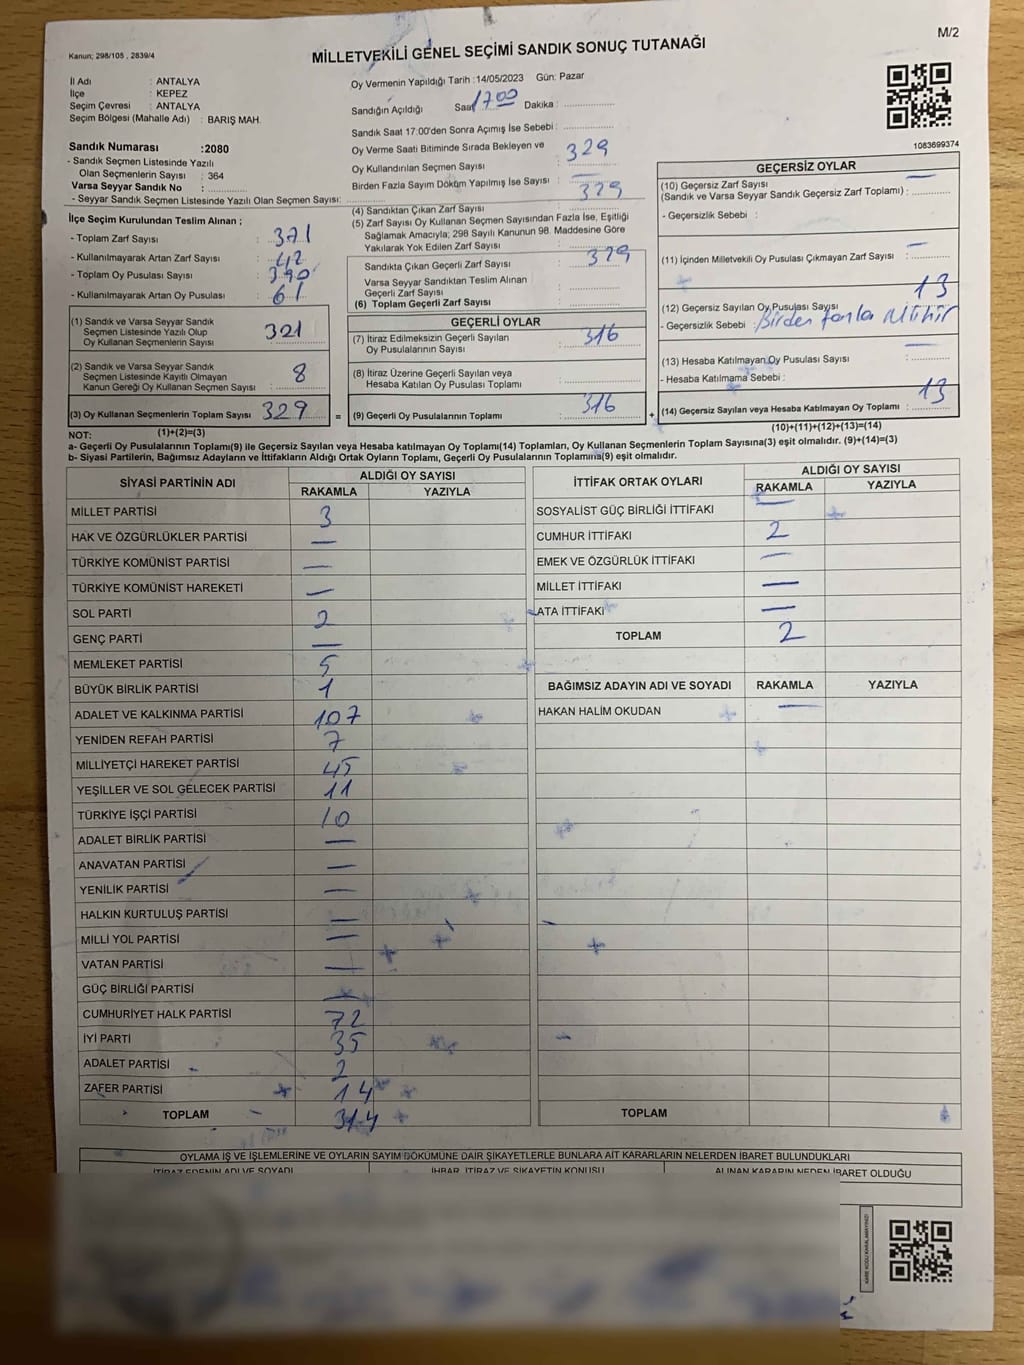 M/2
Kanun; 298/105 , 2839/4
MİLLETVEKİLİ GENEL SEÇİMİ SANDIK SONUÇ TUTANAĞI
İl Adı : ANTALYA
İlçe : KEPEZ
Seçim Çevresi : ANTALYA
Seçim Bölgesi (Mahalle Adı) : BARIŞ MAH.
Sandık Numarası :2080
- Sandık Seçmen Listesinde Yazılı
Olan Seçmenlerin Sayısı : 364
Varsa Seyyar Sandık No :
- Seyyar Sandık Seçmen Listesinde Yazılı Olan Seçmen Sayısı:
Oy Vermenin Yapıldığı Tarih :14/05/2023 Gün: Pazar
Sandığın Açıldığı Saat 1700 Dakika :
Sandık Saat 17:00'den Sonra Açımış İse Sebebi :
Oy Verme Saati Bitiminde Sırada Bekleyen ve
Oy Kullandırılan Seçmen Sayısı : 329
Birden Fazla Sayım Döküm Yapılmış İse Sayısı : —
1083699374
İlçe Seçim Kurulundan Teslim Alınan ;
- Toplam Zarf Sayısı : 371
- Kullanılmayarak Artan Zarf Sayısı : 42
- Toplam Oy Pusulası Sayısı : 390
- Kullanılmayarak Artan Oy Pusulası : 61
(1) Sandık ve Varsa Seyyar Sandık
Seçmen Listesinde Yazılı Olup
Oy Kullanan Seçmenlerin Sayısı : 321
(2) Sandık ve Varsa Seyyar Sandık
Seçmen Listesinde Kayıtlı Olmayan
Kanun Gereği Oy Kullanan Seçmen Sayısı : 8
(3) Oy Kullanan Seçmenlerin Toplam Sayısı 329 =
(4) Sandıktan Çıkan Zarf Sayısı : 329
(5) Zarf Sayısı Oy Kullanan Seçmen Sayısından Fazla İse, Eşitliği
Sağlamak Amacıyla; 298 Sayılı Kanunun 98. Maddesine Göre
Yakılarak Yok Edilen Zarf Sayısı :
Sandıkta Çıkan Geçerli Zarf Sayısı : 329
Varsa Seyyar Sandıktan Teslim Alınan
Geçerli Zarf Sayısı :
(6) Toplam Geçerli Zarf Sayısı :
GEÇERLİ OYLAR
(7) İtiraz Edilmeksizin Geçerli Sayılan
Oy Pusulalarının Sayısı : 316
(8) İtiraz Üzerine Geçerli Sayılan veya
Hesaba Katılan Oy Pusulası Toplamı :
(9) Geçerli Oy Pusulalarının Toplamı : 316 +
GEÇERSİZ OYLAR
(10) Geçersiz Zarf Sayısı —
(Sandık ve Varsa Seyyar Sandık Geçersiz Zarf Toplamı) :
- Geçersizlik Sebebi :
(11) İçinden Milletvekili Oy Pusulası Çıkmayan Zarf Sayısı : —
(12) Geçersiz Sayılan Oy Pusulası Sayısı 13
- Geçersizlik Sebebi : Birden fazla Mühür
(13) Hesaba Katılmayan Oy Pusulası Sayısı : —
- Hesaba Katılmama Sebebi :
(14) Geçersiz Sayılan veya Hesaba Katılmayan Oy Toplamı : 13
NOT: (1)+(2)=(3)
(10)+(11)+(12)+(13)=(14)
a- Geçerli Oy Pusulalarının Toplamı(9) ile Geçersiz Sayılan veya Hesaba katılmayan Oy Toplamı(14) Toplamları, Oy Kullanan Seçmenlerin Toplam Sayısına(3) eşit olmalıdır. (9)+(14)=(3)
b- Siyasi Partilerin, Bağımsız Adayların ve İttifakların Aldığı Ortak Oyların Toplamı, Geçerli Oy Pusulalarının Toplamına(9) eşit olmalıdır.
SİYASİ PARTİNİN ADI
ALDIĞI OY SAYISI
RAKAMLA YAZIYLA
MİLLET PARTİSİ 3
HAK VE ÖZGÜRLÜKLER PARTİSİ —
TÜRKİYE KOMÜNİST PARTİSİ —
TÜRKİYE KOMÜNİST HAREKETİ —
SOL PARTİ 2
GENÇ PARTİ —
MEMLEKET PARTİSİ 5
BÜYÜK BİRLİK PARTİSİ 1
ADALET VE KALKINMA PARTİSİ 107
YENİDEN REFAH PARTİSİ 7
MİLLİYETÇİ HAREKET PARTİSİ 45
YEŞİLLER VE SOL GELECEK PARTİSİ 11
TÜRKİYE İŞÇİ PARTİSİ 10
ADALET BİRLİK PARTİSİ —
ANAVATAN PARTİSİ —
YENİLİK PARTİSİ —
HALKIN KURTULUŞ PARTİSİ —
MİLLİ YOL PARTİSİ —
VATAN PARTİSİ —
GÜÇ BİRLİĞİ PARTİSİ —
CUMHURİYET HALK PARTİSİ 72
İYİ PARTİ 35
ADALET PARTİSİ 2
ZAFER PARTİSİ 14
TOPLAM 314
İTTİFAK ORTAK OYLARI
ALDIĞI OY SAYISI
RAKAMLA YAZIYLA
SOSYALİST GÜÇ BİRLİĞİ İTTİFAKI —
CUMHUR İTTİFAKI 2
EMEK VE ÖZGÜRLÜK İTTİFAKI —
MİLLET İTTİFAKI —
ATA İTTİFAKI —
TOPLAM 2
BAĞIMSIZ ADAYIN ADI VE SOYADI RAKAMLA YAZIYLA
HAKAN HALİM OKUDAN —
TOPLAM
OYLAMA İŞ VE İŞLEMLERİNE VE OYLARIN SAYIM DÖKÜMÜNE DAİR ŞİKAYETLERLE BUNLARA AİT KARARLARIN NELERDEN İBARET BULUNDUKLARI
İTİRAZ EDENİN ADI VE SOYADI İHBAR, İTİRAZ VE ŞİKAYETİN KONUSU ALINAN KARARIN NEDEN İBARET OLDUĞU